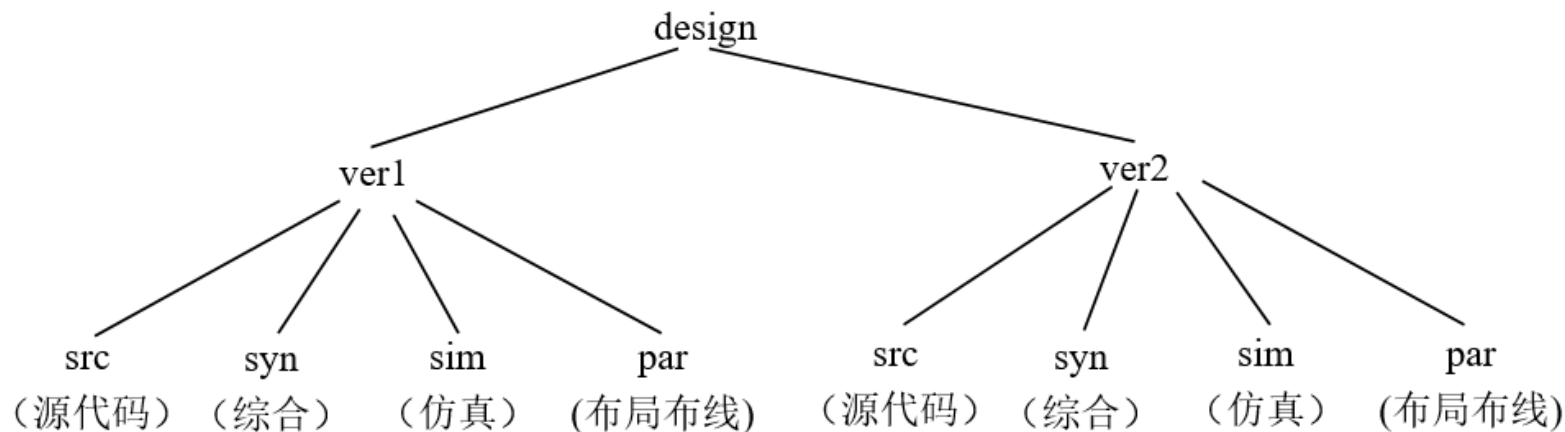 design
ver1 ver2
src syn sim par src syn sim par
（源代码） （综合） （仿真） (布局布线) （源代码） （综合） （仿真） (布局布线)